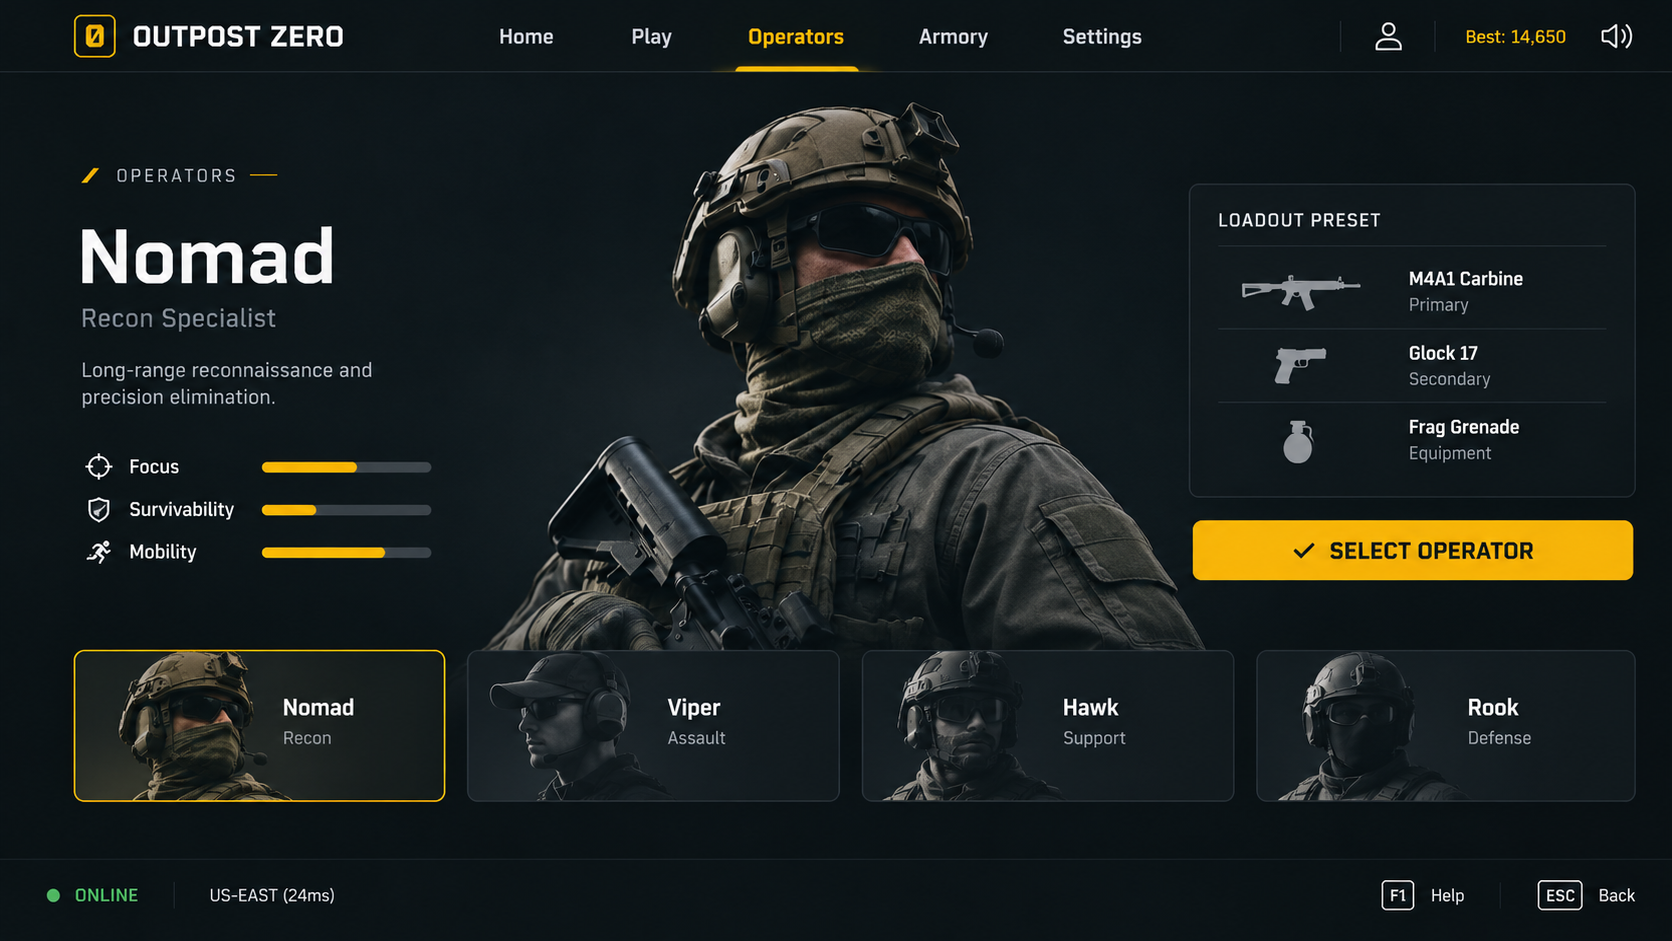 0 OUTPOST ZERO
Home
Play
Operators
Armory
Settings
Best: 14,650
OPERATORS
Nomad
Recon Specialist
Long-range reconnaissance and
precision elimination.
Focus
Survivability
Mobility
LOADOUT PRESET
M4A1 Carbine
Primary
Glock 17
Secondary
Frag Grenade
Equipment
SELECT OPERATOR
Nomad
Recon
Viper
Assault
Hawk
Support
Rook
Defense
ONLINE
US-EAST (24ms)
F1 Help
ESC Back